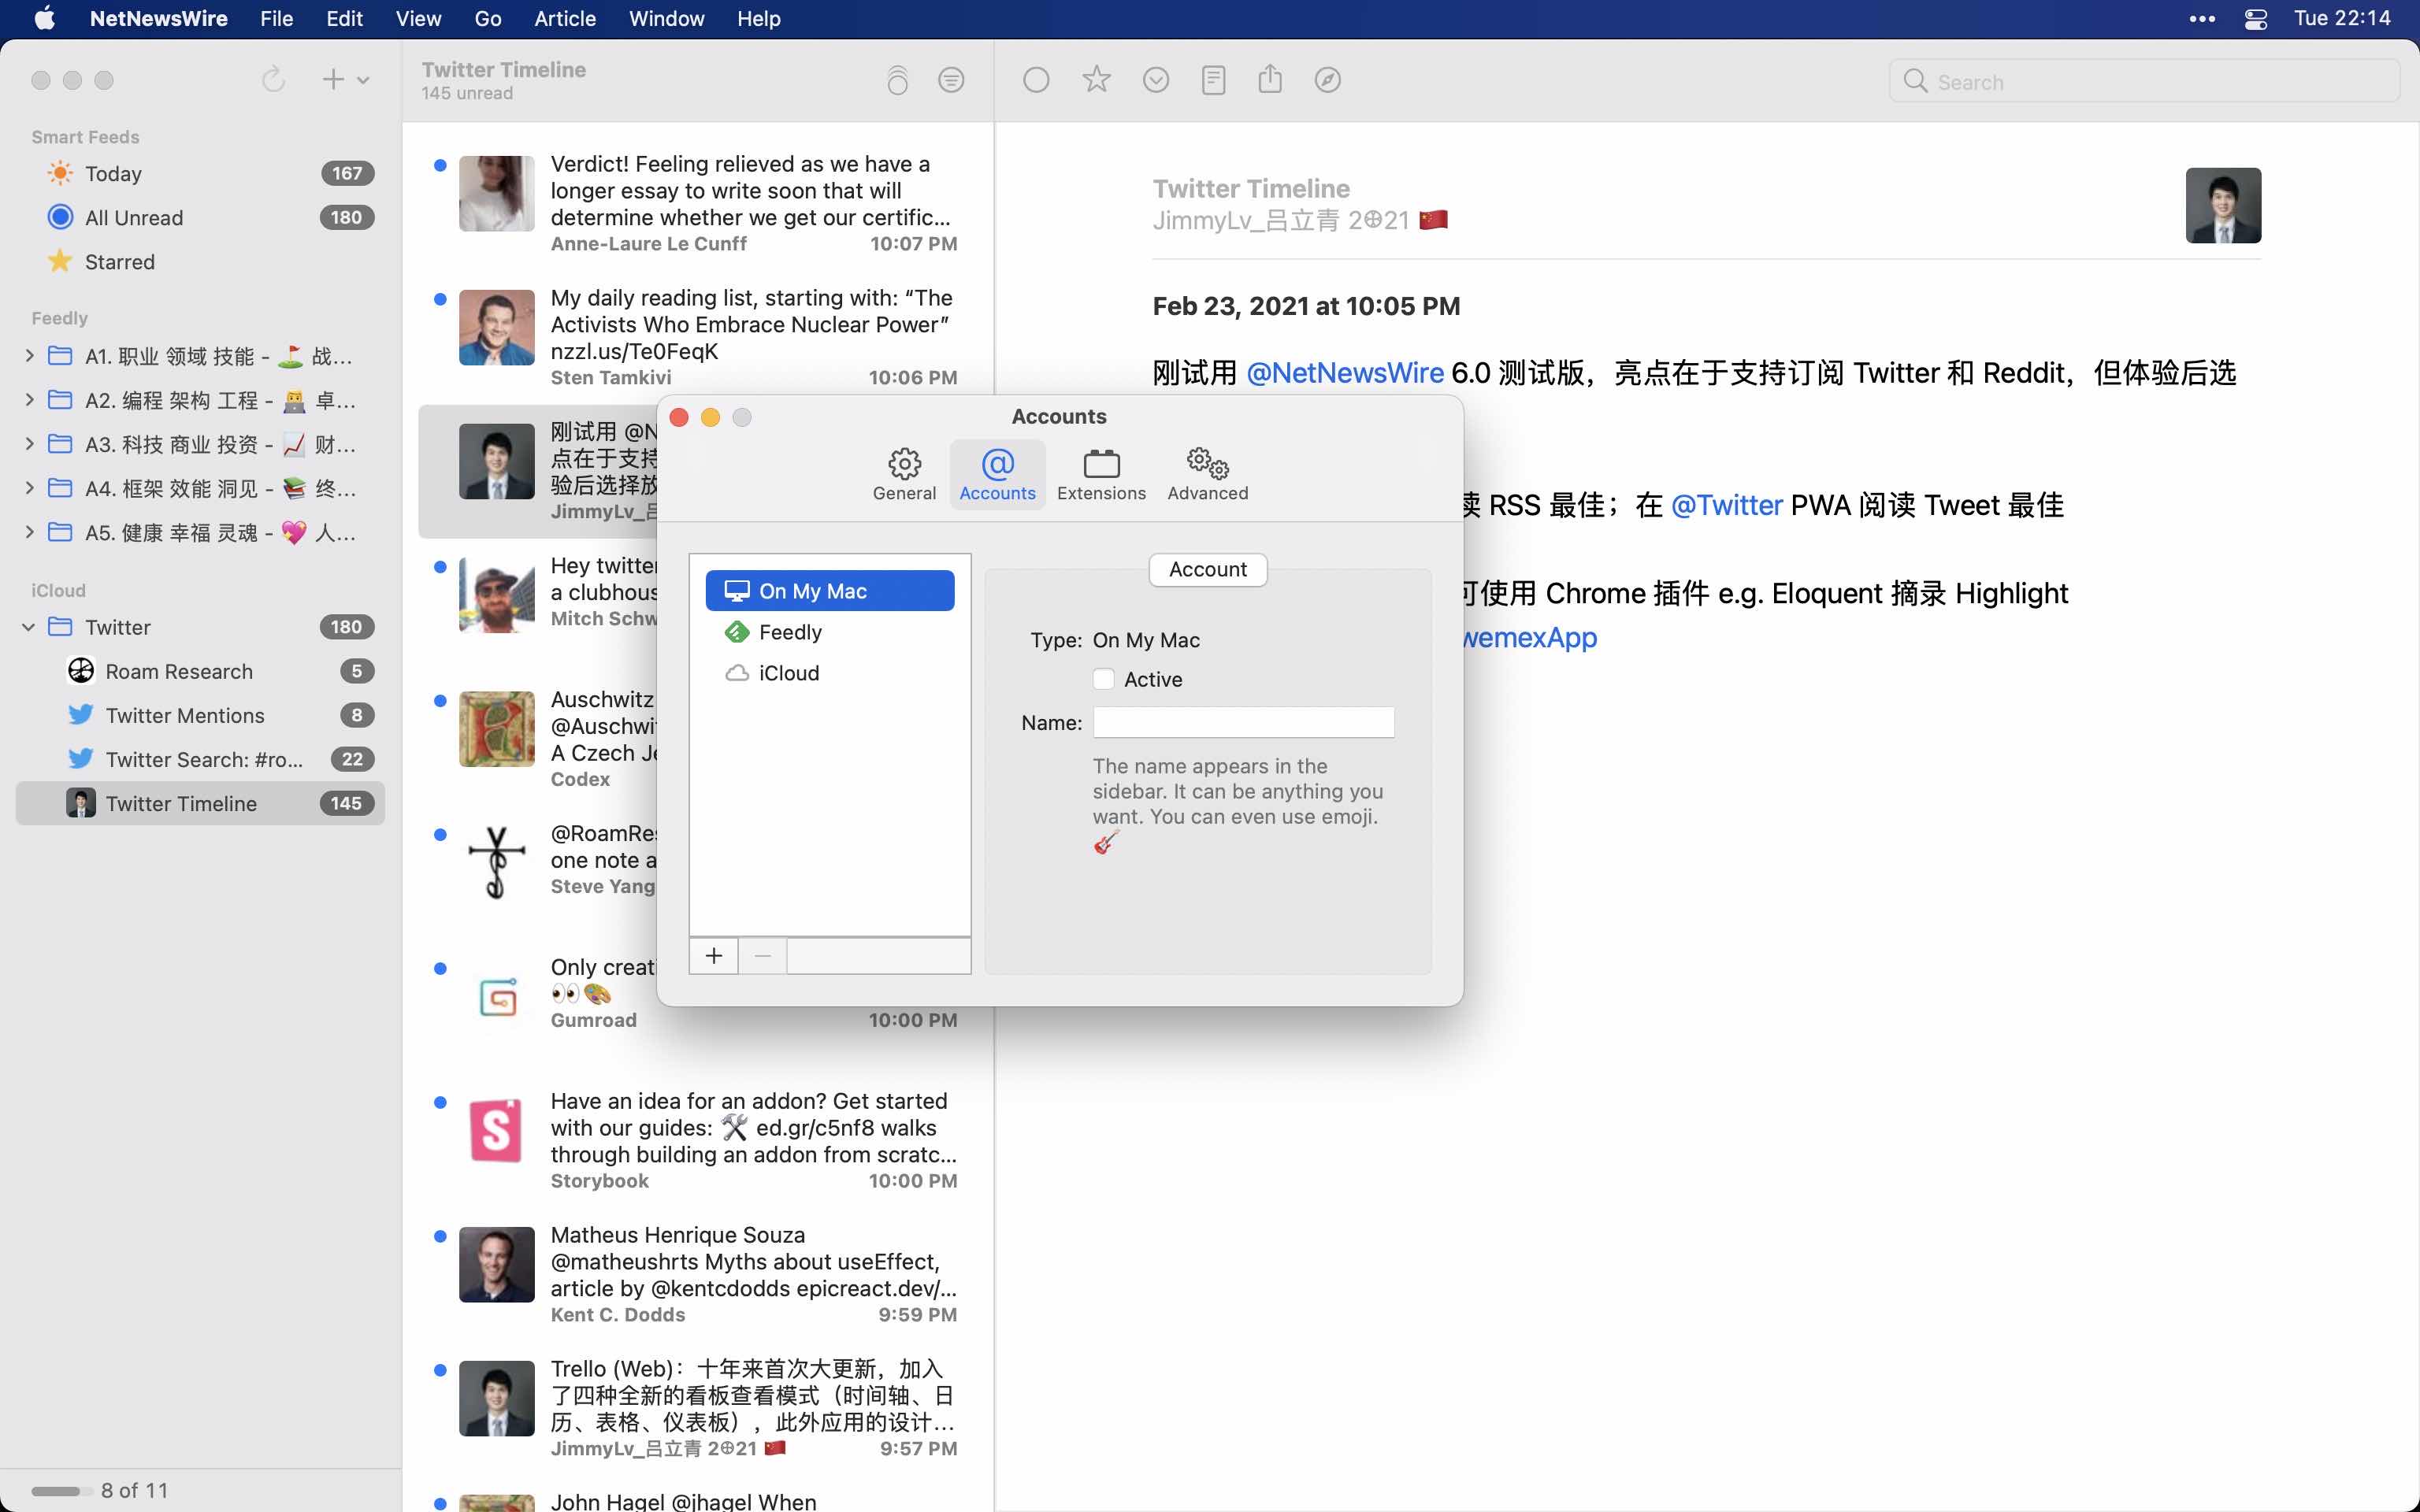 NetNewsWire File Edit View Go Article Window Help
Tue 22:14
Twitter Timeline
145 unread
Search
Smart Feeds
Today 167
All Unread 180
Starred
Feedly
A1. 职业 领域 技能 - ⛳ 战...
A2. 编程 架构 工程 - 👨‍💻 卓...
A3. 科技 商业 投资 - 📈 财...
A4. 框架 效能 洞见 - 📚 终...
A5. 健康 幸福 灵魂 - 💖 人...
iCloud
Twitter 180
Roam Research 5
Twitter Mentions 8
Twitter Search: #ro... 22
Twitter Timeline 145
8 of 11
Verdict! Feeling relieved as we have a
longer essay to write soon that will
determine whether we get our certific...
Anne-Laure Le Cunff 10:07 PM
My daily reading list, starting with: “The
Activists Who Embrace Nuclear Power”
nzzl.us/Te0FeqK
Sten Tamkivi 10:06 PM
刚试用 @N
点在于支持
验后选择放
JimmyLv_吕
Hey twitter
a clubhous
Mitch Schw
Auschwitz
@Auschwi
A Czech Je
Codex
@RoamRes
one note a
Steve Yang
Only creat
👀🎨
Gumroad 10:00 PM
Have an idea for an addon? Get started
with our guides: 🛠 ed.gr/c5nf8 walks
through building an addon from scratc...
Storybook 10:00 PM
Matheus Henrique Souza
@matheushrts Myths about useEffect,
article by @kentcdodds epicreact.dev/...
Kent C. Dodds 9:59 PM
Trello (Web)：十年来首次大更新，加入
了四种全新的看板查看模式（时间轴、日
历、表格、仪表板），此外应用的设计...
JimmyLv_吕立青 2🌐21 🇨🇳 9:57 PM
John Hagel @jhagel When
Twitter Timeline
JimmyLv_吕立青 2🌐21 🇨🇳
Feb 23, 2021 at 10:05 PM
刚试用 @NetNewsWire 6.0 测试版，亮点在于支持订阅 Twitter 和 Reddit，但体验后选
读 RSS 最佳；在 @Twitter PWA 阅读 Tweet 最佳
可使用 Chrome 插件 e.g. Eloquent 摘录 Highlight
wemexApp
Accounts
General Accounts Extensions Advanced
On My Mac
Feedly
iCloud
Account
Type: On My Mac
Active
Name:
The name appears in the
sidebar. It can be anything you
want. You can even use emoji.
🎸